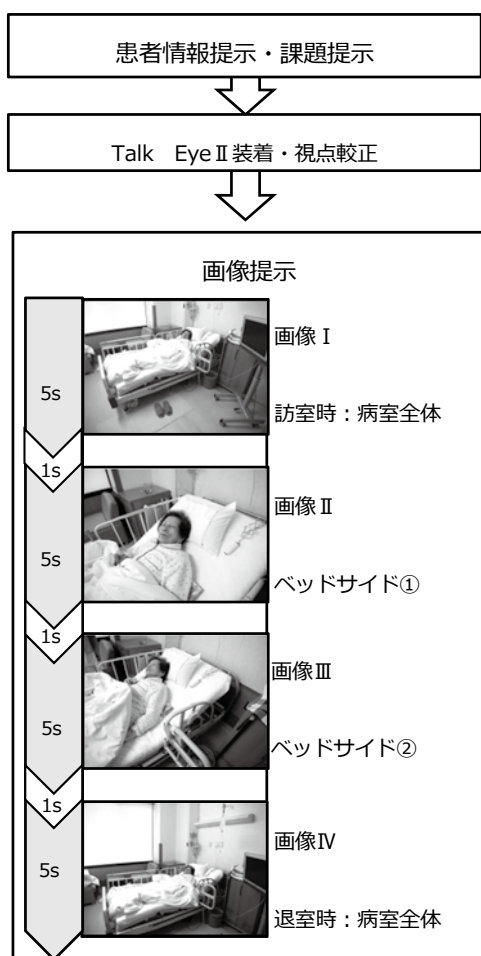 患者情報提示・課題提示
Talk　EyeⅡ装着・視点較正
画像提示
画像Ⅰ
5s
訪室時：病室全体
1s
画像Ⅱ
5s
ベッドサイド①
1s
画像Ⅲ
5s
ベッドサイド②
1s
画像Ⅳ
5s
退室時：病室全体